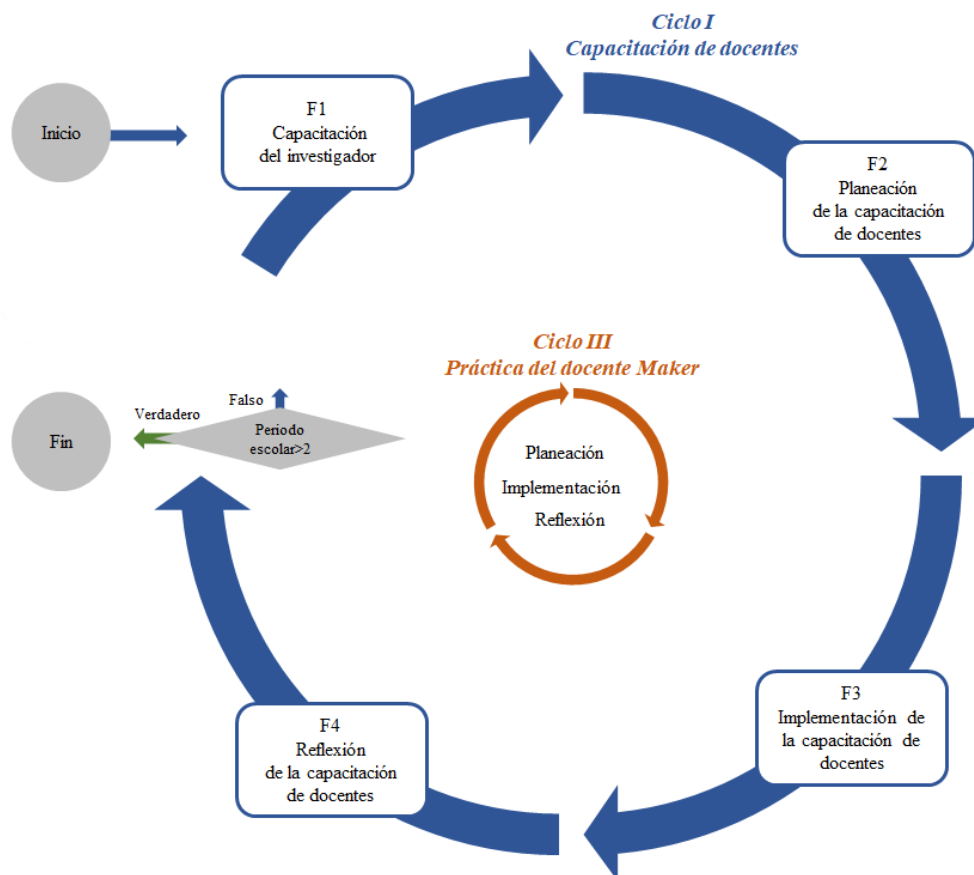 Ciclo I
Capacitación de docentes
Inicio
F1
Capacitación
del investigador
F2
Planeación
de la capacitación
de docentes
Ciclo III
Práctica del docente Maker
Planeación
Implementación
Reflexión
Fin
Verdadero
Falso
Periodo
escolar>2
F3
Implementación de
la capacitación de
docentes
F4
Reflexión
de la capacitación
de docentes